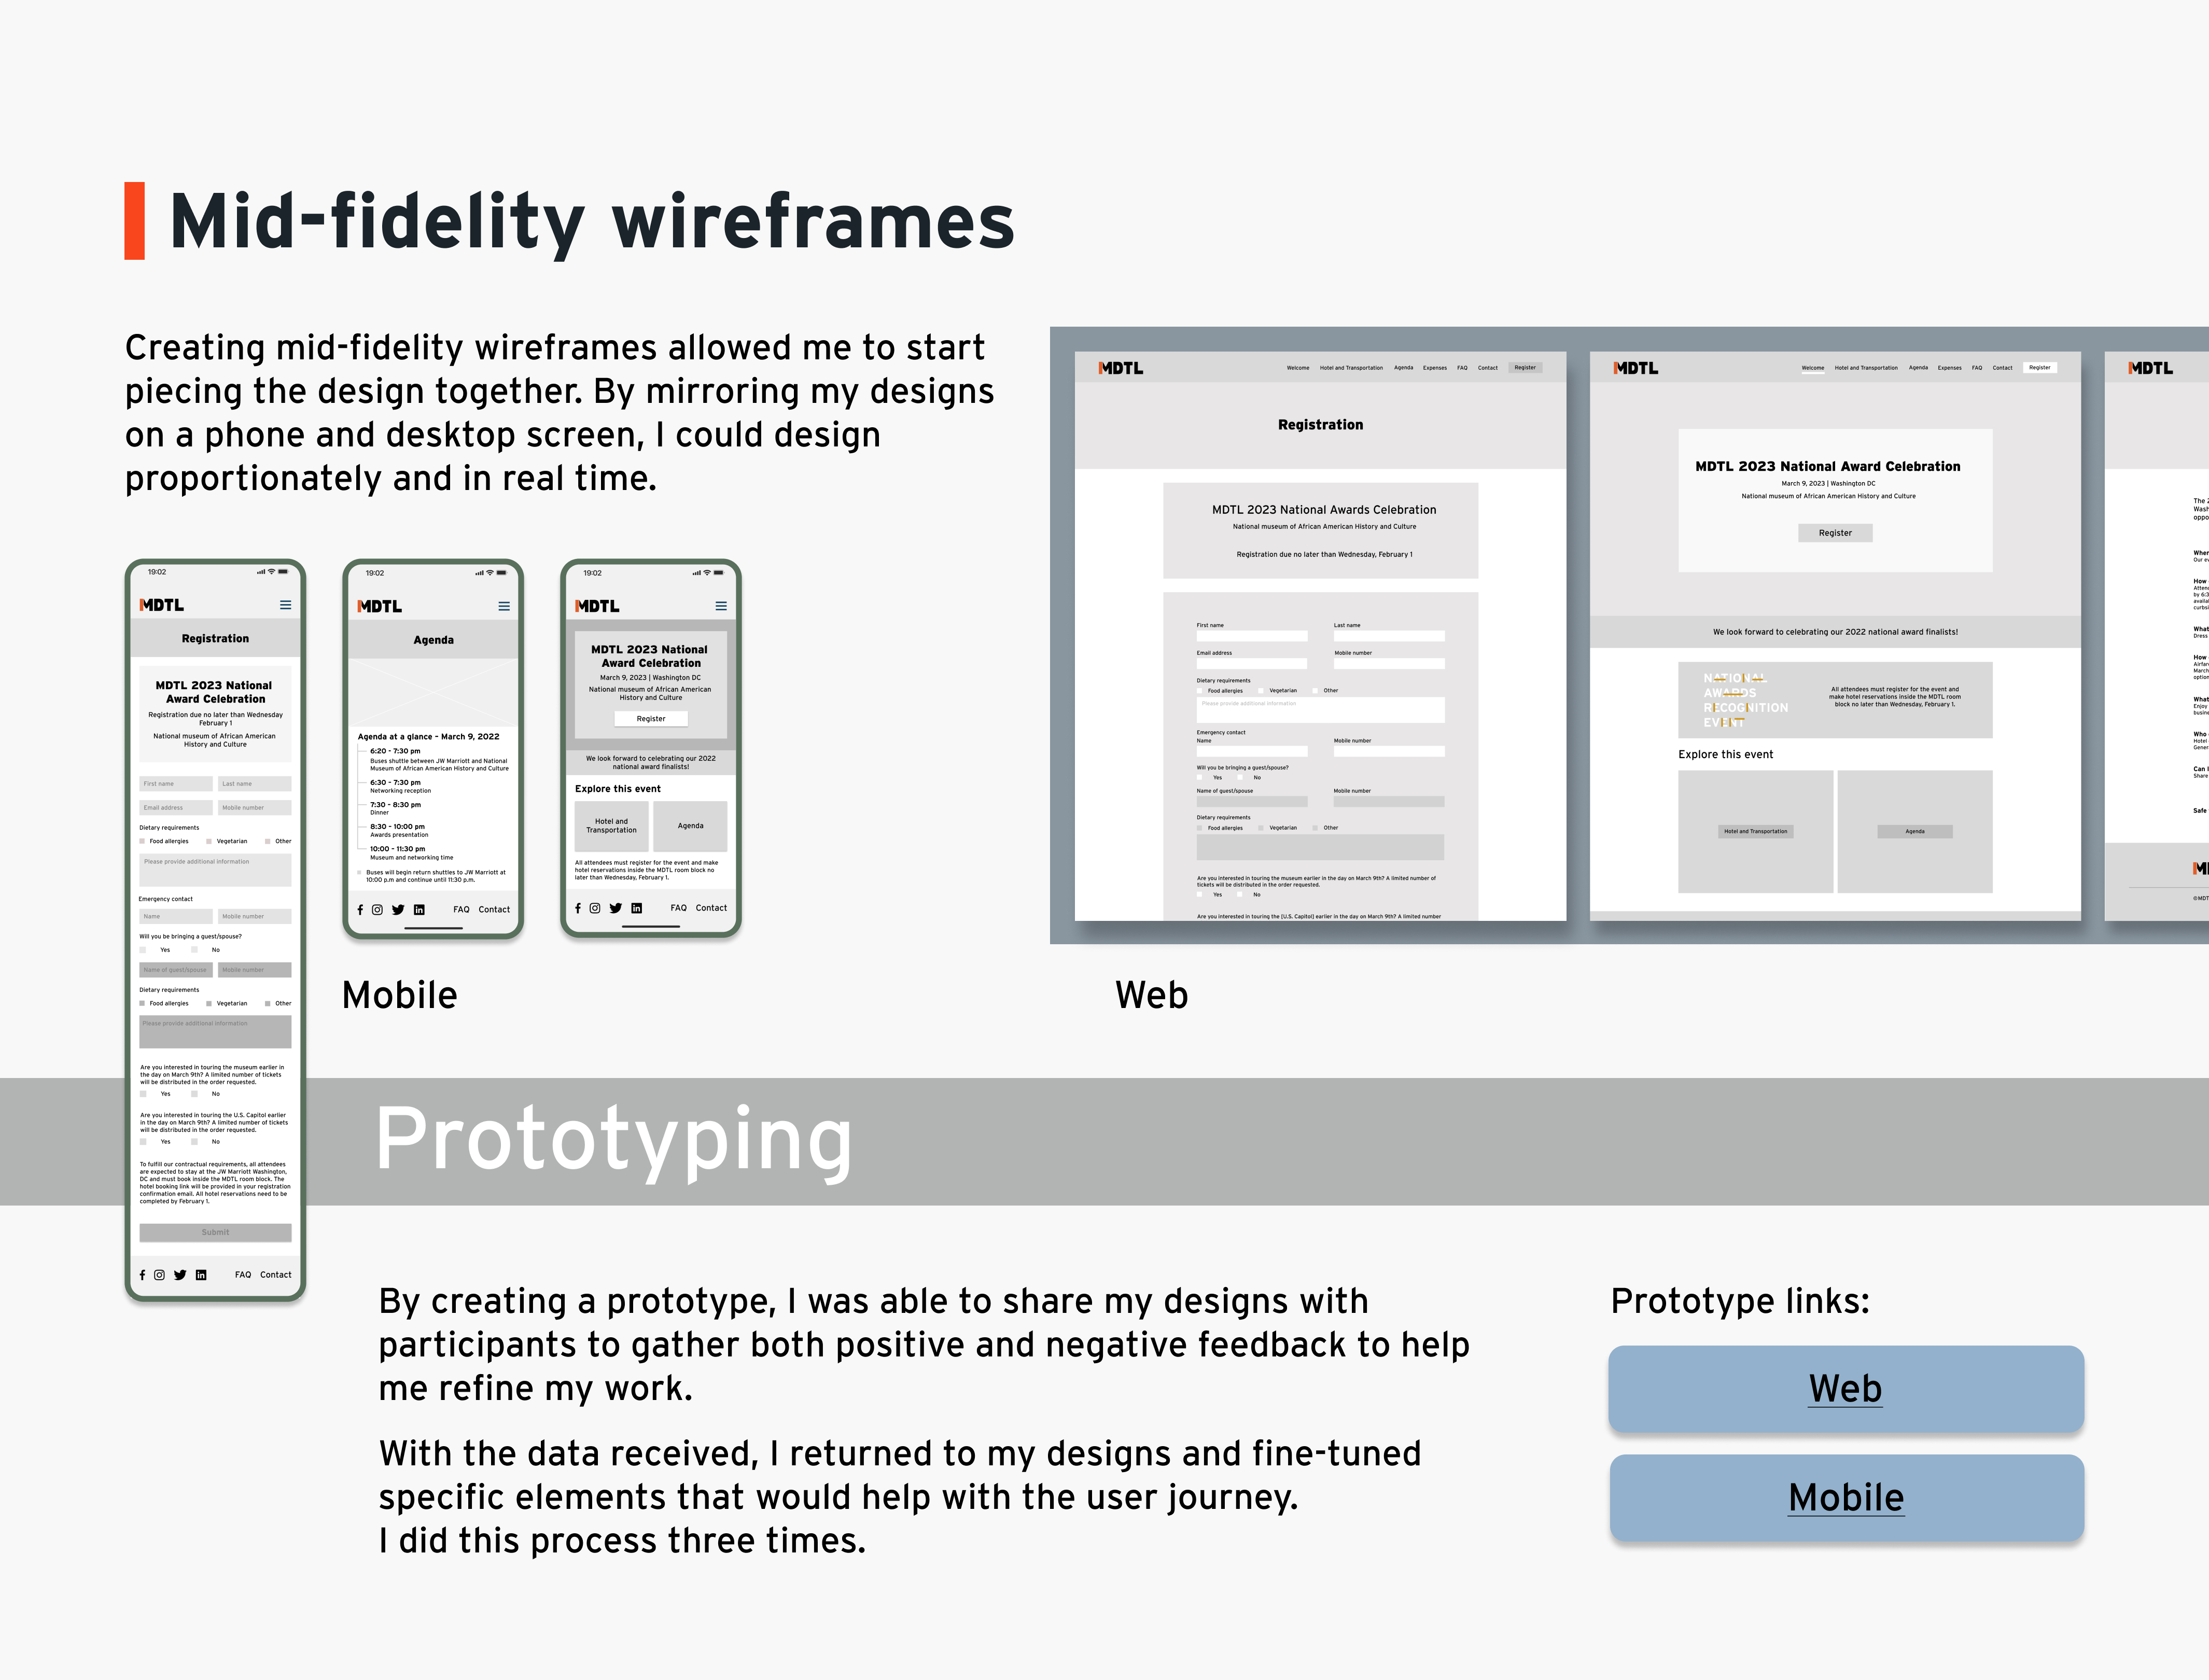 Mid-fidelity wireframes
Creating mid-fidelity wireframes allowed me to start
piecing the design together. By mirroring my designs
on a phone and desktop screen, I could design
proportionately and in real time.
19:02
MDTL
Registration
MDTL 2023 National
Award Celebration
Registration due no later than Wednesday
February 1
National museum of African American
History and Culture
First name
Last name
Email address
Mobile number
Dietary requirements
Food allergies
Vegetarian
Other
Please provide additional information
Emergency contact
Name
Mobile number
Will you be bringing a guest/spouse?
Yes
No
Name of guest/spouse
Mobile number
Dietary requirements
Food allergies
Vegetarian
Other
Please provide additional information
Are you interested in touring the museum earlier in
the day on March 9th? A limited number of tickets
will be distributed in the order requested.
Yes
No
Are you interested in touring the U.S. Capitol earlier
in the day on March 9th? A limited number of tickets
will be distributed in the order requested.
Yes
No
To fulfill our contractual requirements, all attendees
are expected to stay at the JW Marriott Washington,
DC and must book inside the MDTL room block. The
hotel booking link will be provided in your registration
confirmation email. All hotel reservations need to be
completed by February 1.
Submit
FAQ
Contact
19:02
MDTL
Agenda
Agenda at a glance - March 9, 2022
6:20 - 7:30 pm
Buses shuttle between JW Marriott and National
Museum of African American History and Culture
6:30 - 7:30 pm
Networking reception
7:30 - 8:30 pm
Dinner
8:30 - 10:00 pm
Awards presentation
10:00 - 11:30 pm
Museum and networking time
Buses will begin return shuttles to JW Marriott at
10:00 p.m and continue until 11:30 p.m.
FAQ
Contact
19:02
MDTL
MDTL 2023 National
Award Celebration
March 9, 2023 | Washington DC
National museum of African American
History and Culture
Register
We look forward to celebrating our 2022
national award finalists!
Explore this event
Hotel and
Transportation
Agenda
All attendees must register for the event and make
hotel reservations inside the MDTL room block no
later than Wednesday, February 1.
FAQ
Contact
Mobile
MDTL
Welcome
Hotel and Transportation
Agenda
Expenses
FAQ
Contact
Register
Registration
MDTL 2023 National Awards Celebration
National museum of African American History and Culture
Registration due no later than Wednesday, February 1
First name
Last name
Email address
Mobile number
Dietary requirements
Food allergies
Vegetarian
Other
Please provide additional information
Emergency contact
Name
Mobile number
Will you be bringing a guest/spouse?
Yes
No
Name of guest/spouse
Mobile number
Dietary requirements
Food allergies
Vegetarian
Other
Are you interested in touring the museum earlier in the day on March 9th? A limited number of
tickets will be distributed in the order requested.
Yes
No
Are you interested in touring the [U.S. Capitol] earlier in the day on March 9th? A limited number
MDTL
Welcome
Hotel and Transportation
Agenda
Expenses
FAQ
Contact
Register
MDTL 2023 National Award Celebration
March 9, 2023 | Washington DC
National museum of African American History and Culture
Register
We look forward to celebrating our 2022 national award finalists!
NATIONAL
AWARDS
RECOGNITION
EVENT
All attendees must register for the event and
make hotel reservations inside the MDTL room
block no later than Wednesday, February 1.
Explore this event
Hotel and Transportation
Agenda
MDTL
The
Our
How
by 6:3
What
Dress
How
March
What
Enjoy
Who
Hotel
Can
Share
Safe
Web
Prototyping
By creating a prototype, I was able to share my designs with
participants to gather both positive and negative feedback to help
me refine my work.
With the data received, I returned to my designs and fine-tuned
specific elements that would help with the user journey.
I did this process three times.
Prototype links:
Web
Mobile